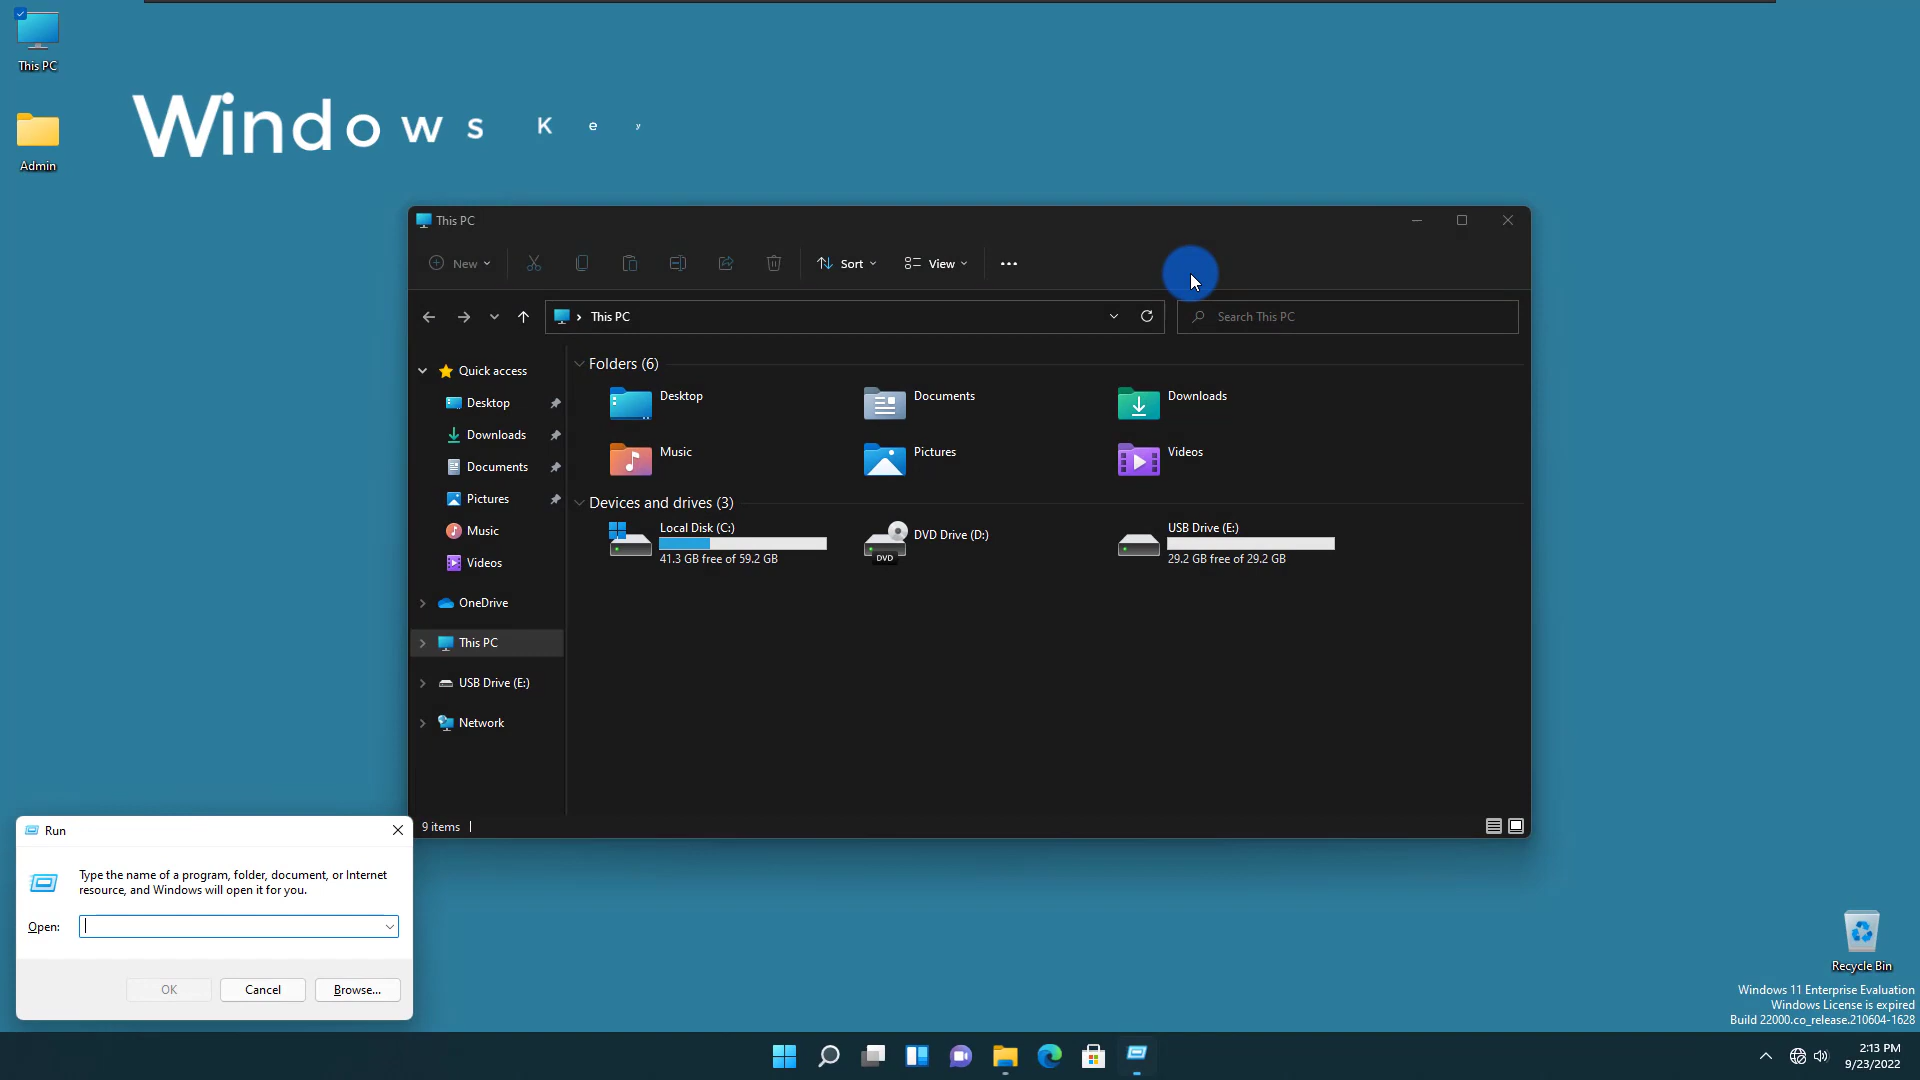 This PC
Admin
Windows Key
This PC
New
Sort
View
This PC
Search This PC
Quick access
Desktop
Downloads
Documents
Pictures
Music
Videos
OneDrive
This PC
USB Drive (E:)
Network
Folders (6)
Desktop
Documents
Downloads
Music
Pictures
Videos
Devices and drives (3)
Local Disk (C:)
41.3 GB free of 59.2 GB
DVD Drive (D:)
DVD
USB Drive (E:)
29.2 GB free of 29.2 GB
9 items
Run
Type the name of a program, folder, document, or Internet
resource, and Windows will open it for you.
Open:
OK
Cancel
Browse...
Recycle Bin
Windows 11 Enterprise Evaluation
Windows License is expired
Build 22000.co_release.210604-1628
2:13 PM
9/23/2022